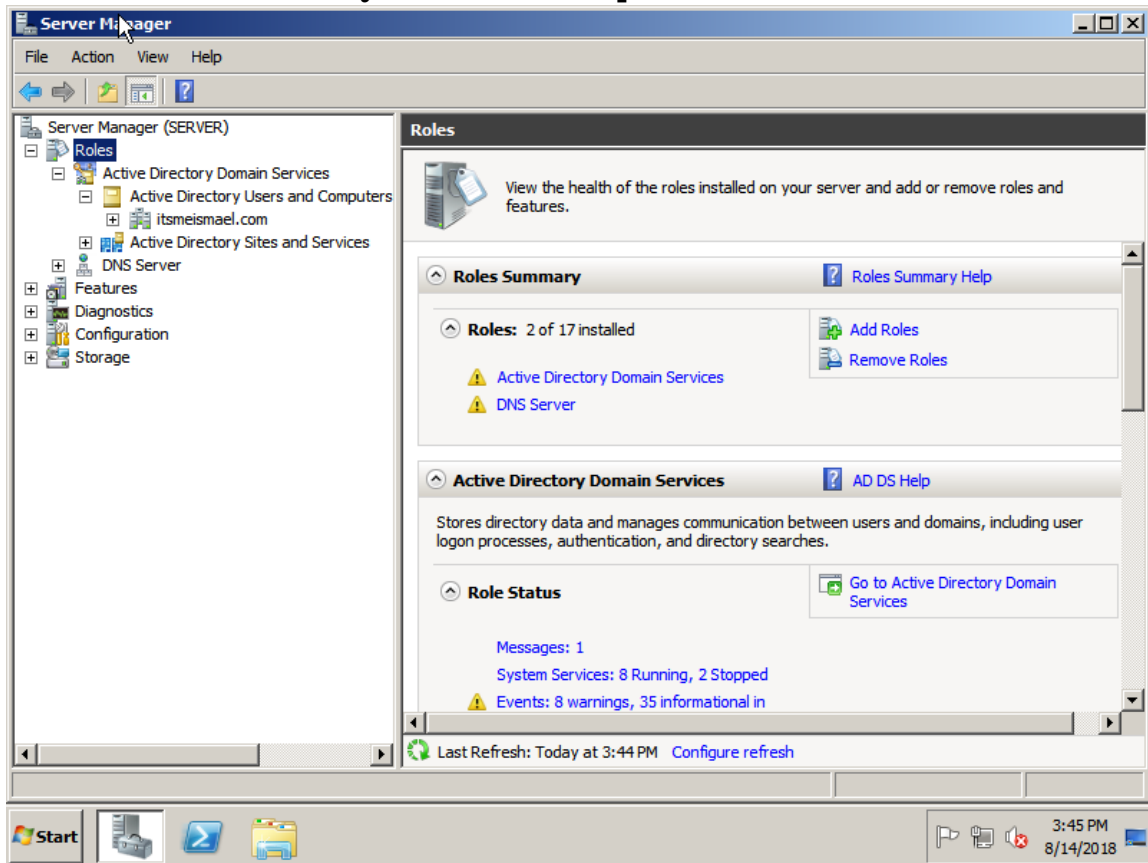 Server Manager
File Action View Help
Server Manager (SERVER)
Roles
Active Directory Domain Services
Active Directory Users and Computers
itsmeismael.com
Active Directory Sites and Services
DNS Server
Features
Diagnostics
Configuration
Storage
Roles
View the health of the roles installed on your server and add or remove roles and
features.
Roles Summary
Roles Summary Help
Roles: 2 of 17 installed
Add Roles
Remove Roles
Active Directory Domain Services
DNS Server
Active Directory Domain Services
AD DS Help
Stores directory data and manages communication between users and domains, including user
logon processes, authentication, and directory searches.
Role Status
Go to Active Directory Domain
Services
Messages: 1
System Services: 8 Running, 2 Stopped
Events: 8 warnings, 35 informational in
Last Refresh: Today at 3:44 PM Configure refresh
Start
3:45 PM
8/14/2018